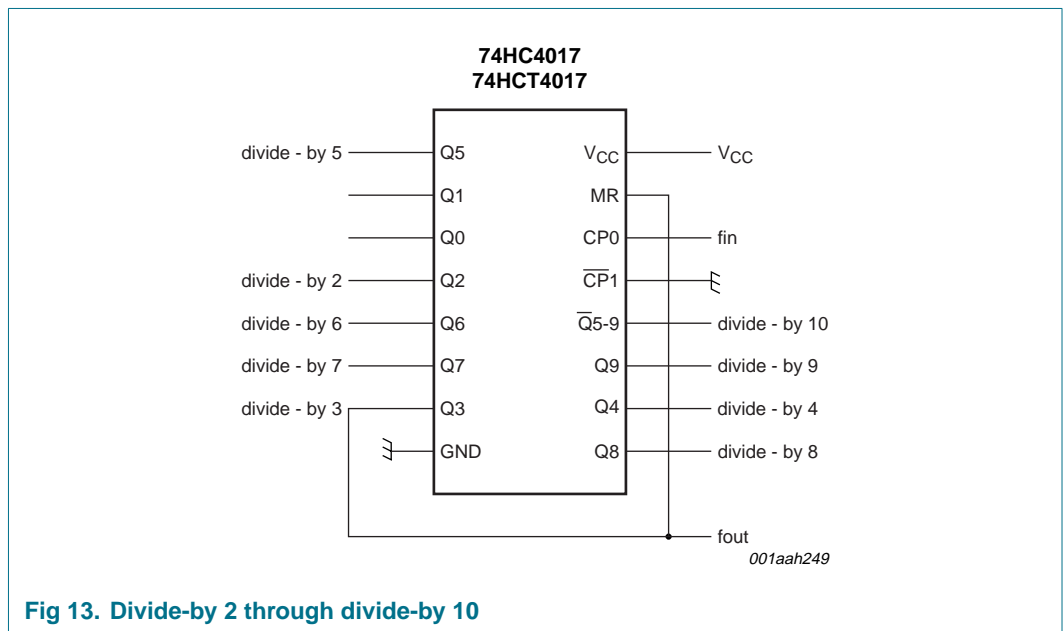 74HC4017
74HCT4017
divide - by 5 Q5 VCC VCC
Q1 MR
Q0 CP0 fin
divide - by 2 Q2 C̅P̅1
divide - by 6 Q6 Q̅5-9 divide - by 10
divide - by 7 Q7 Q9 divide - by 9
divide - by 3 Q3 Q4 divide - by 4
GND Q8 divide - by 8
fout
001aah249
Fig 13. Divide-by 2 through divide-by 10